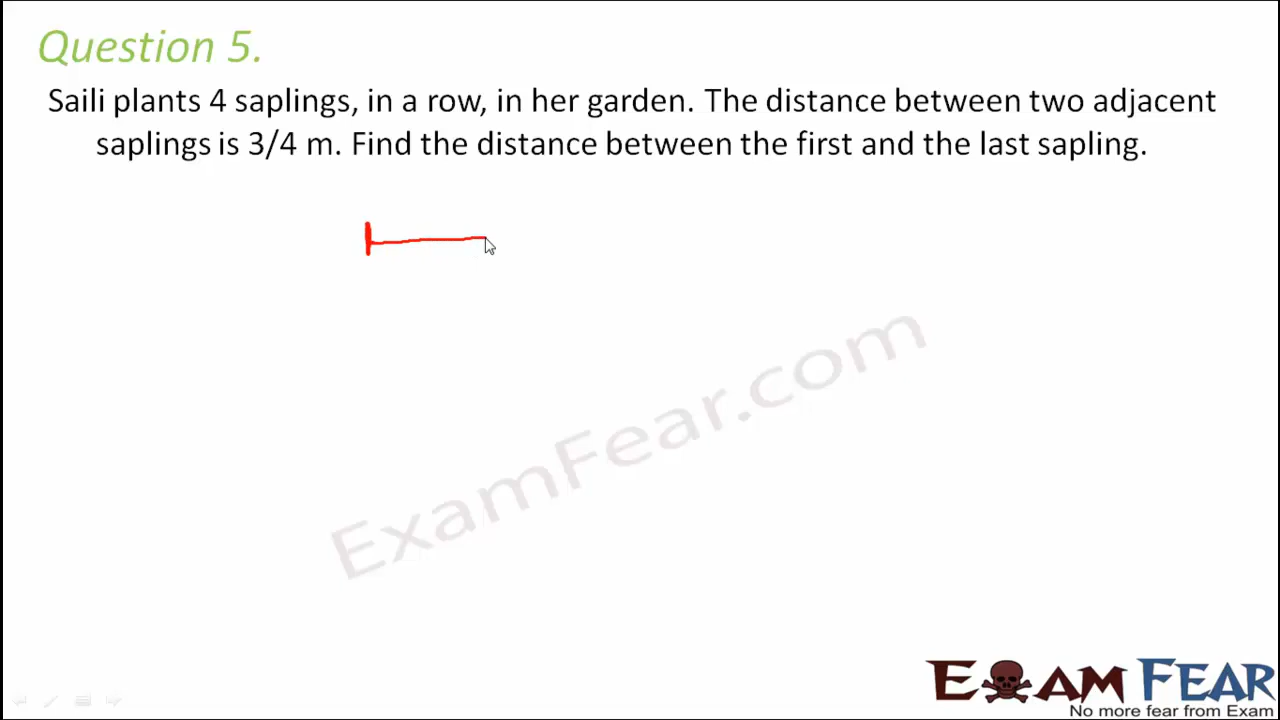 Question 5.
Saili plants 4 saplings, in a row, in her garden. The distance between two adjacent
saplings is 3/4 m. Find the distance between the first and the last sapling.
ExamFear.com
EXAM FEAR
No more fear from Exam